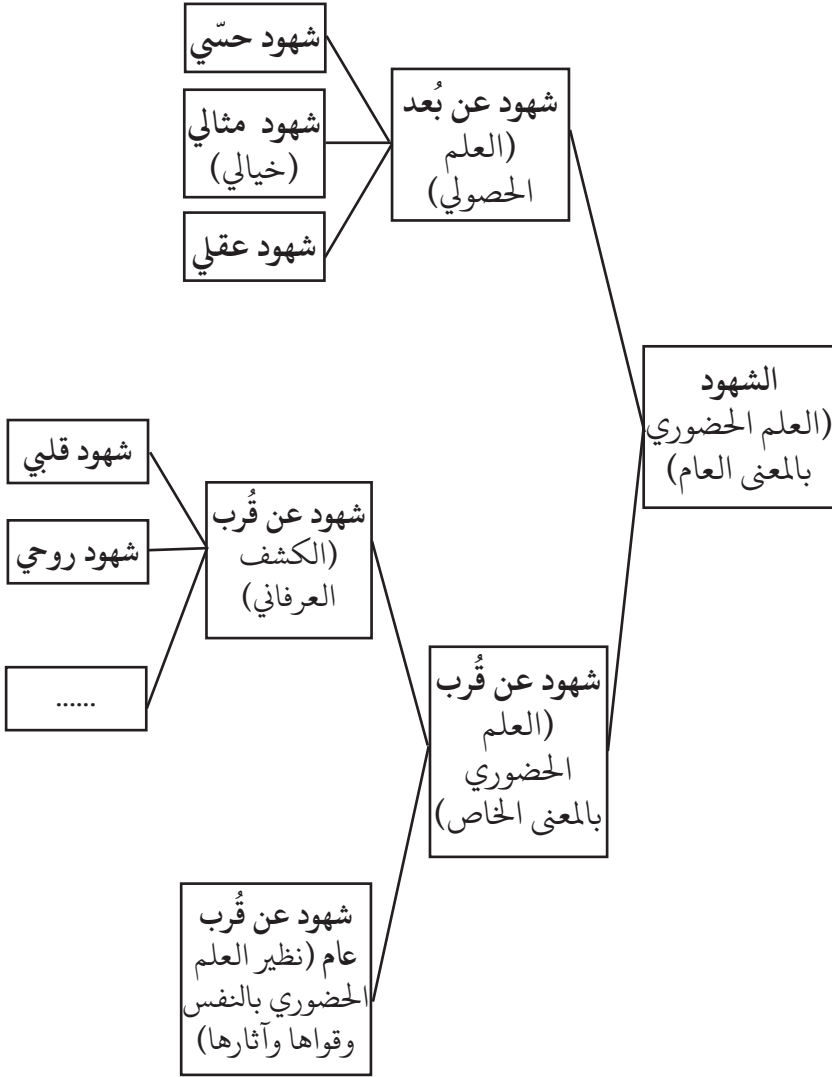 الشهود
(العلم الحضوري
بالمعنى العام)
شهود عن بُعد
(العلم
الحصولي)
شهود حسّي
شهود مثالي
(خيالي)
شهود عقلي
شهود عن قُرب
(العلم
الحضوري
بالمعنى الخاص)
شهود عن قُرب
(الكشف
العرفاني)
شهود قلبي
شهود روحي
......
شهود عن قُرب
عام (نظير العلم
الحضوري بالنفس
وقواها وآثارها)